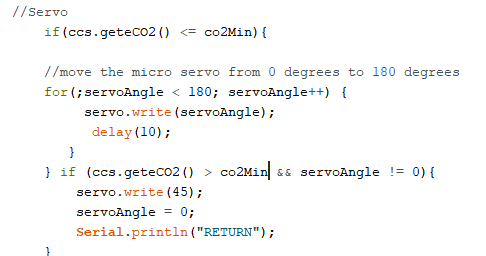 //Servo
if(ccs.geteCO2() <= co2Min){
//move the micro servo from 0 degrees to 180 degrees
for(;servoAngle < 180; servoAngle++) {
servo.write(servoAngle);
delay(10);
}
} if (ccs.geteCO2() > co2Min && servoAngle != 0){
servo.write(45);
servoAngle = 0;
Serial.println("RETURN");
}